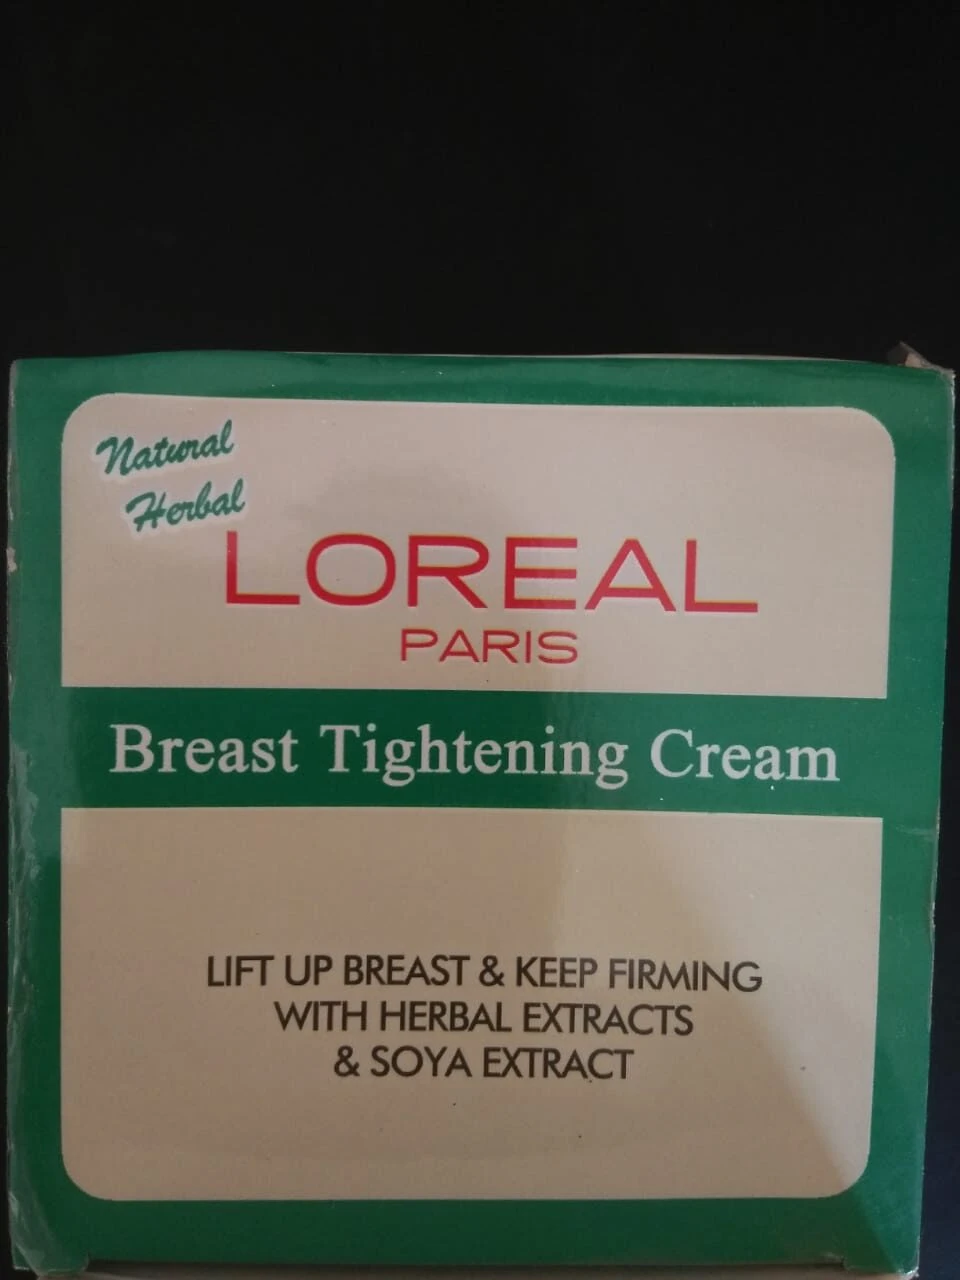 Natural
Herbal
LOREAL
PARIS
Breast Tightening Cream
LIFT UP BREAST & KEEP FIRMING
WITH HERBAL EXTRACTS
& SOYA EXTRACT